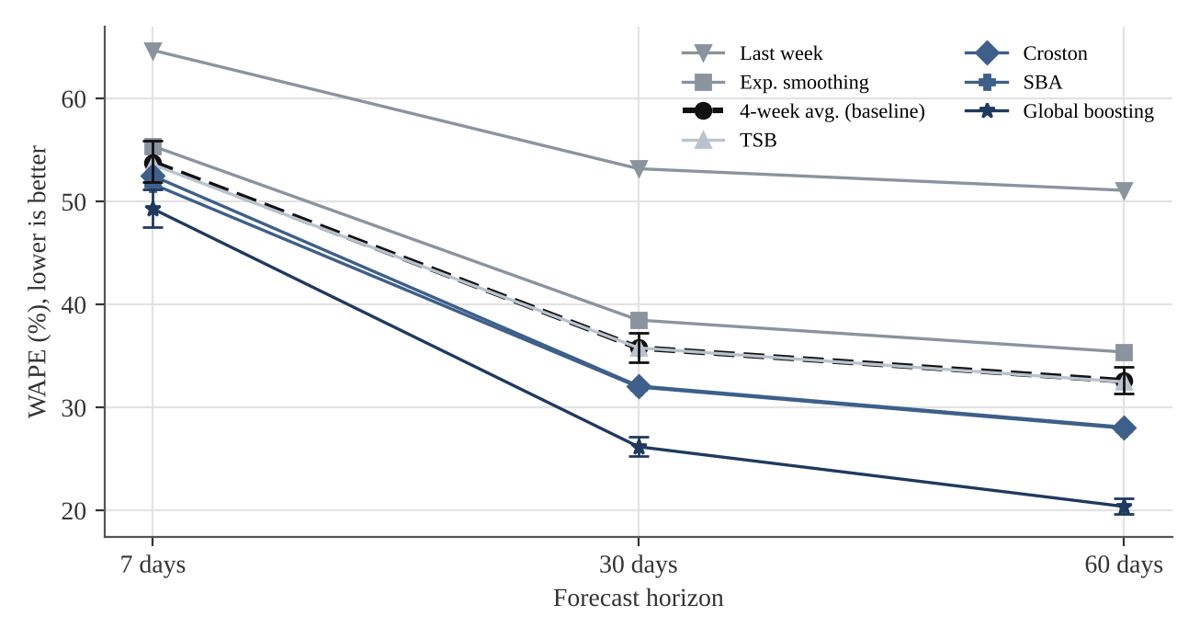 WAPE (%), lower is better
60
50
40
30
20
Last week
Exp. smoothing
4-week avg. (baseline)
TSB
Croston
SBA
Global boosting
7 days
30 days
60 days
Forecast horizon